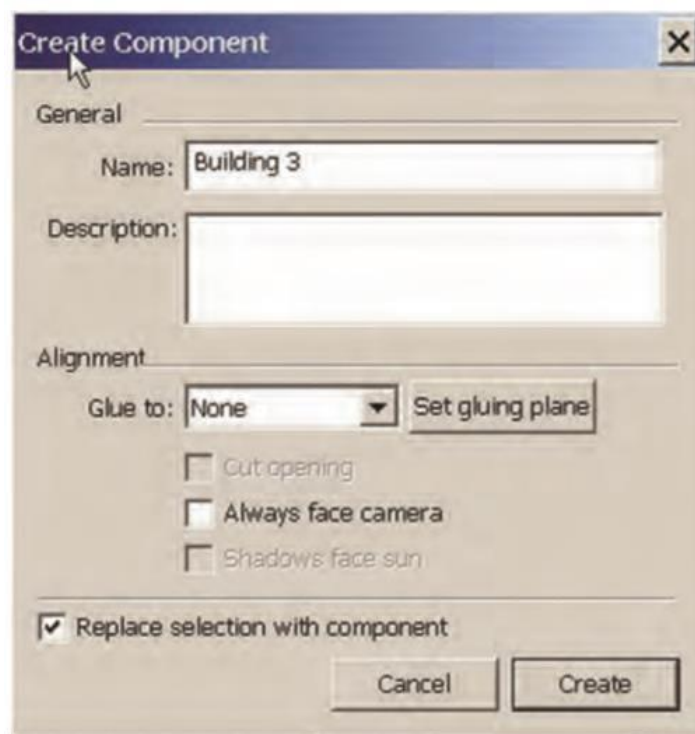 Create Component
General
Name: Building 3
Description:
Alignment
Glue to: None Set gluing plane
Cut opening
Always face camera
Shadows face sun
Replace selection with component
Cancel Create